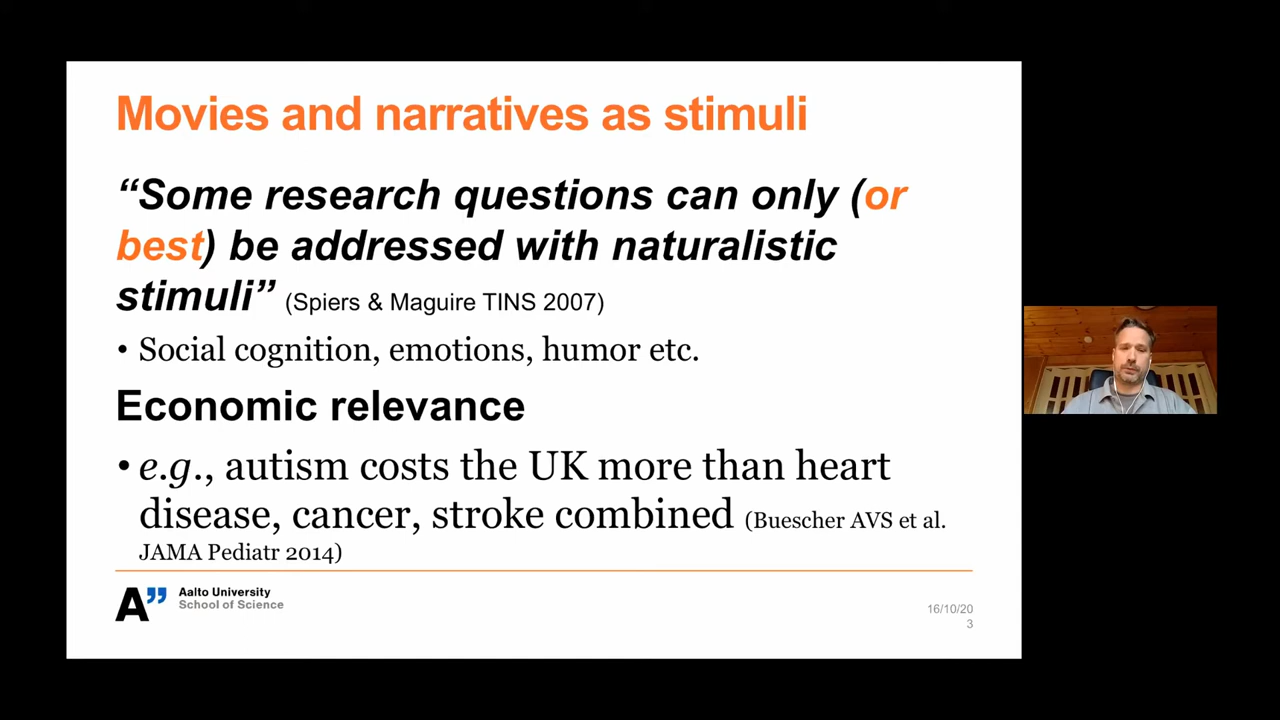 Movies and narratives as stimuli
“Some research questions can only (or
best) be addressed with naturalistic
stimuli” (Spiers & Maguire TINS 2007)
• Social cognition, emotions, humor etc.
Economic relevance
• e.g., autism costs the UK more than heart
disease, cancer, stroke combined (Buescher AVS et al.
JAMA Pediatr 2014)
A”
Aalto University
School of Science
16/10/20
3